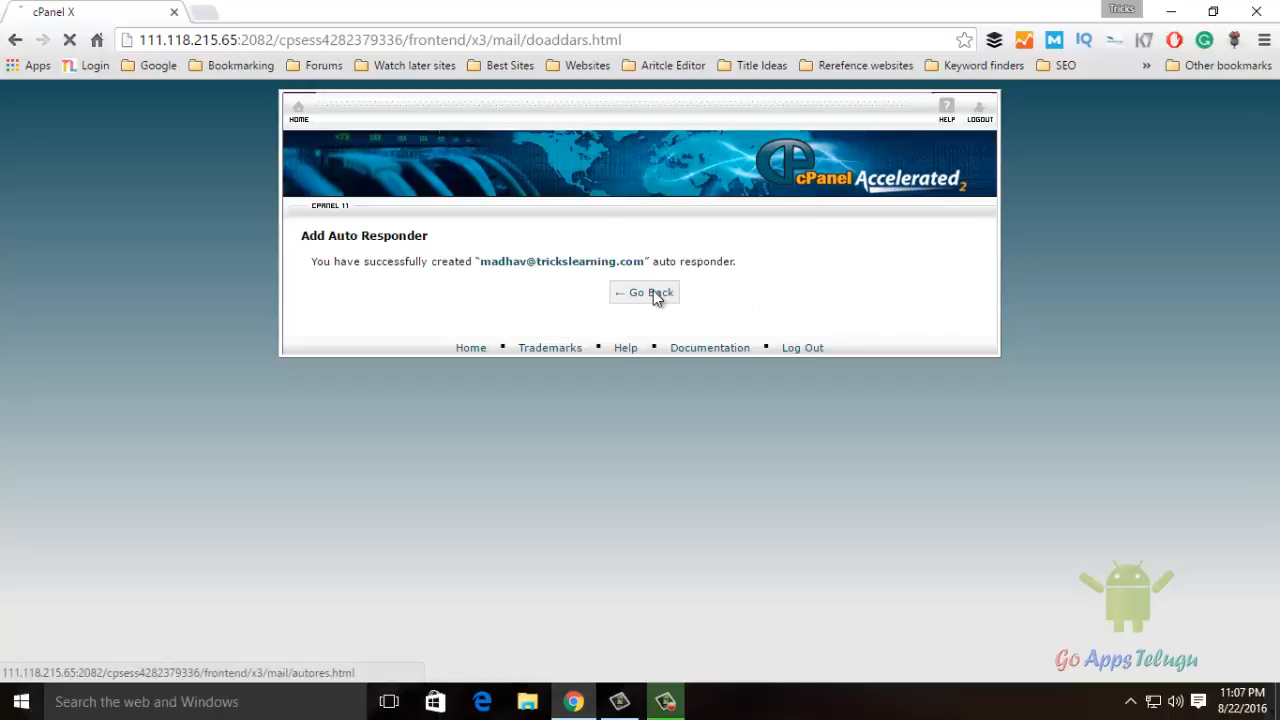 cPanel X
Tricks
111.118.215.65:2082/cpsess4282379336/frontend/x3/mail/doaddars.html
Apps Login Google Bookmarking Forums Watch later sites Best Sites Websites Aritcle Editor Title Ideas Rerefence websites Keyword finders SEO » Other bookmarks
HOME HELP LOGOUT
cPanel Accelerated2
CPANEL 11
Add Auto Responder
You have successfully created “madhav@trickslearning.com” auto responder.
← Go Back
Home ▪ Trademarks ▪ Help ▪ Documentation ▪ Log Out
Go Apps Telugu
111.118.215.65:2082/cpsess4282379336/frontend/x3/mail/autores.html
Search the web and Windows
11:07 PM
8/22/2016